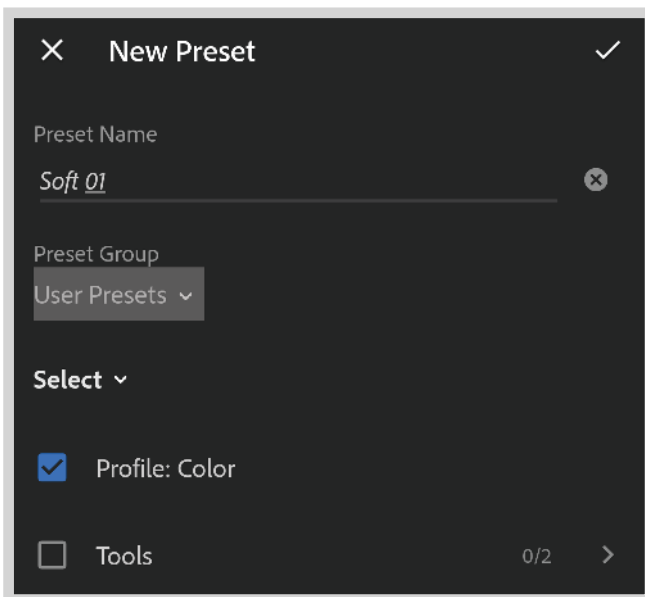 New Preset
Preset Name
Soft 01
Preset Group
User Presets
Select
Profile: Color
Tools 0/2